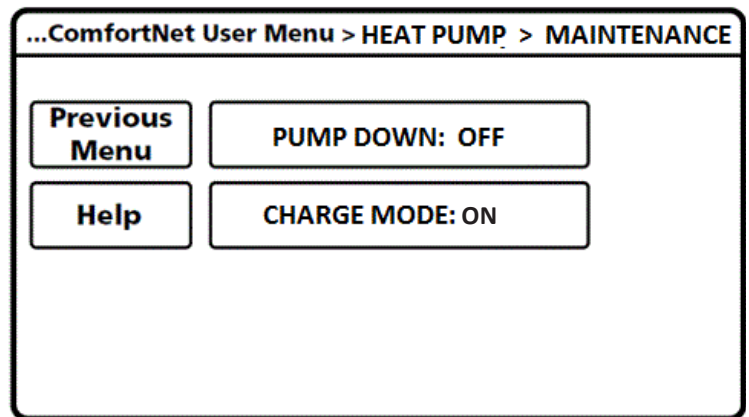 ...ComfortNet User Menu > HEAT PUMP > MAINTENANCE
Previous
Menu
PUMP DOWN: OFF
Help
CHARGE MODE: ON